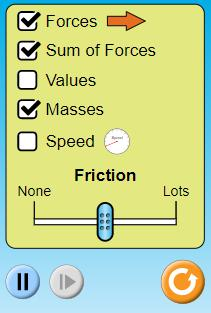 Forces
Sum of Forces
Values
Masses
Speed
Friction
None Lots